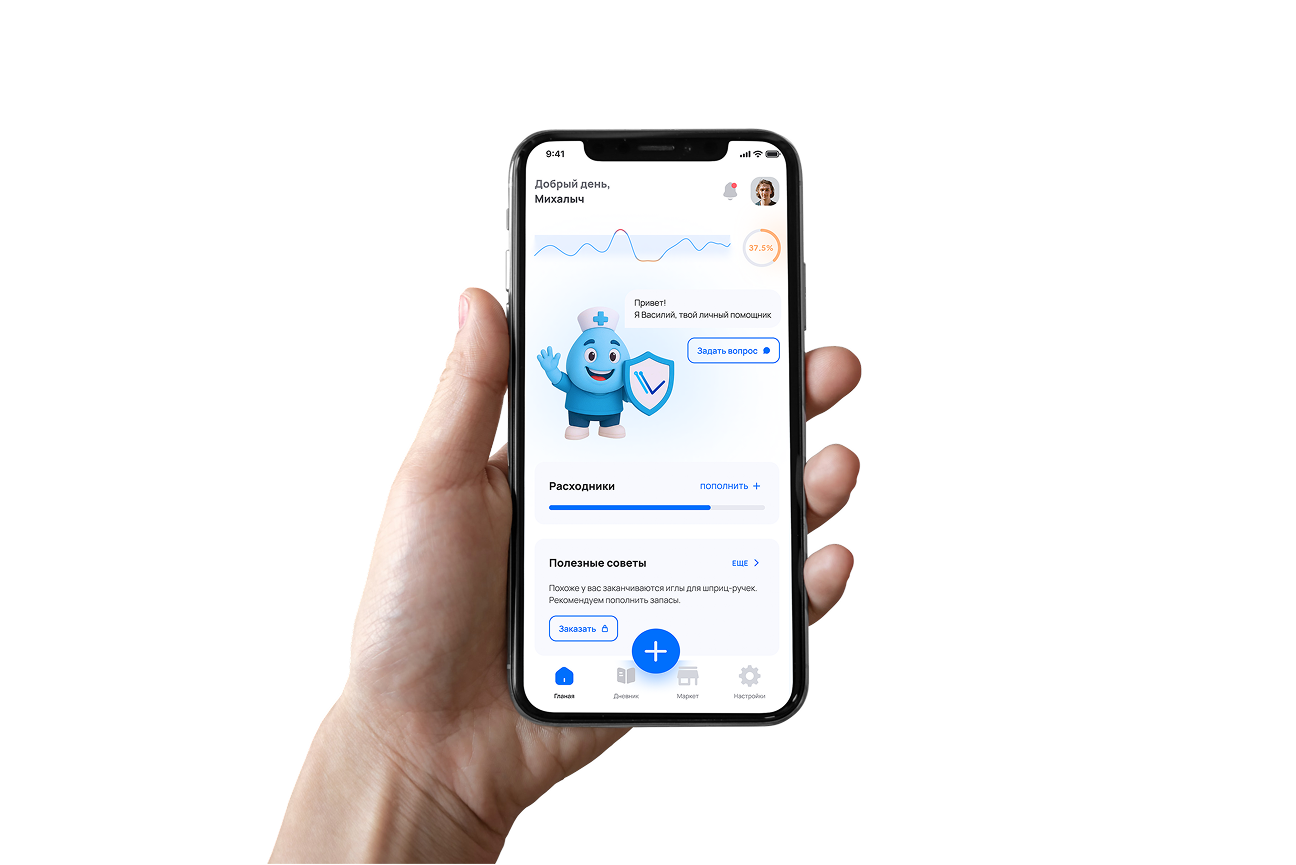 9:41
Добрый день,
Михалыч
37.5%
Привет!
Я Василий, твой личный помощник
Задать вопрос
Расходники
ПОПОЛНИТЬ
Полезные советы
ЕЩЕ
Похоже у вас заканчиваются иглы для шприц-ручек.
Рекомендуем пополнить запасы.
Заказать
Гланая
Дневник
Маркет
Настройки